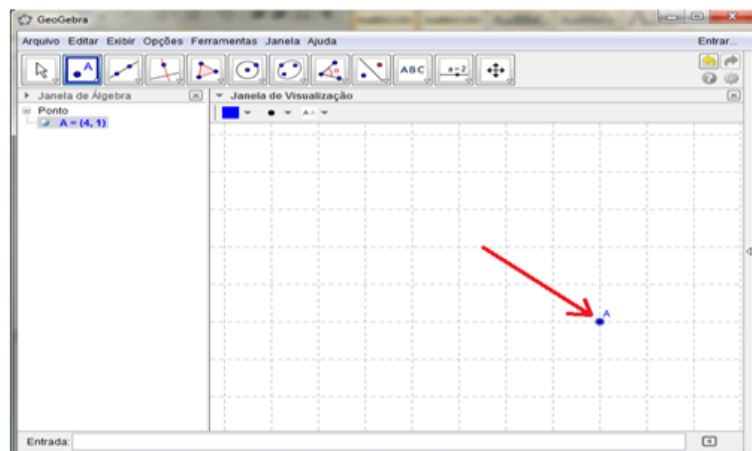 GeoGebra
Arquivo Editar Exibir Opções Ferramentas Janela Ajuda Entrar...
A ABC a=2
Janela de Álgebra Janela de Visualização
Ponto
A = (4, 1)
A
Entrada: